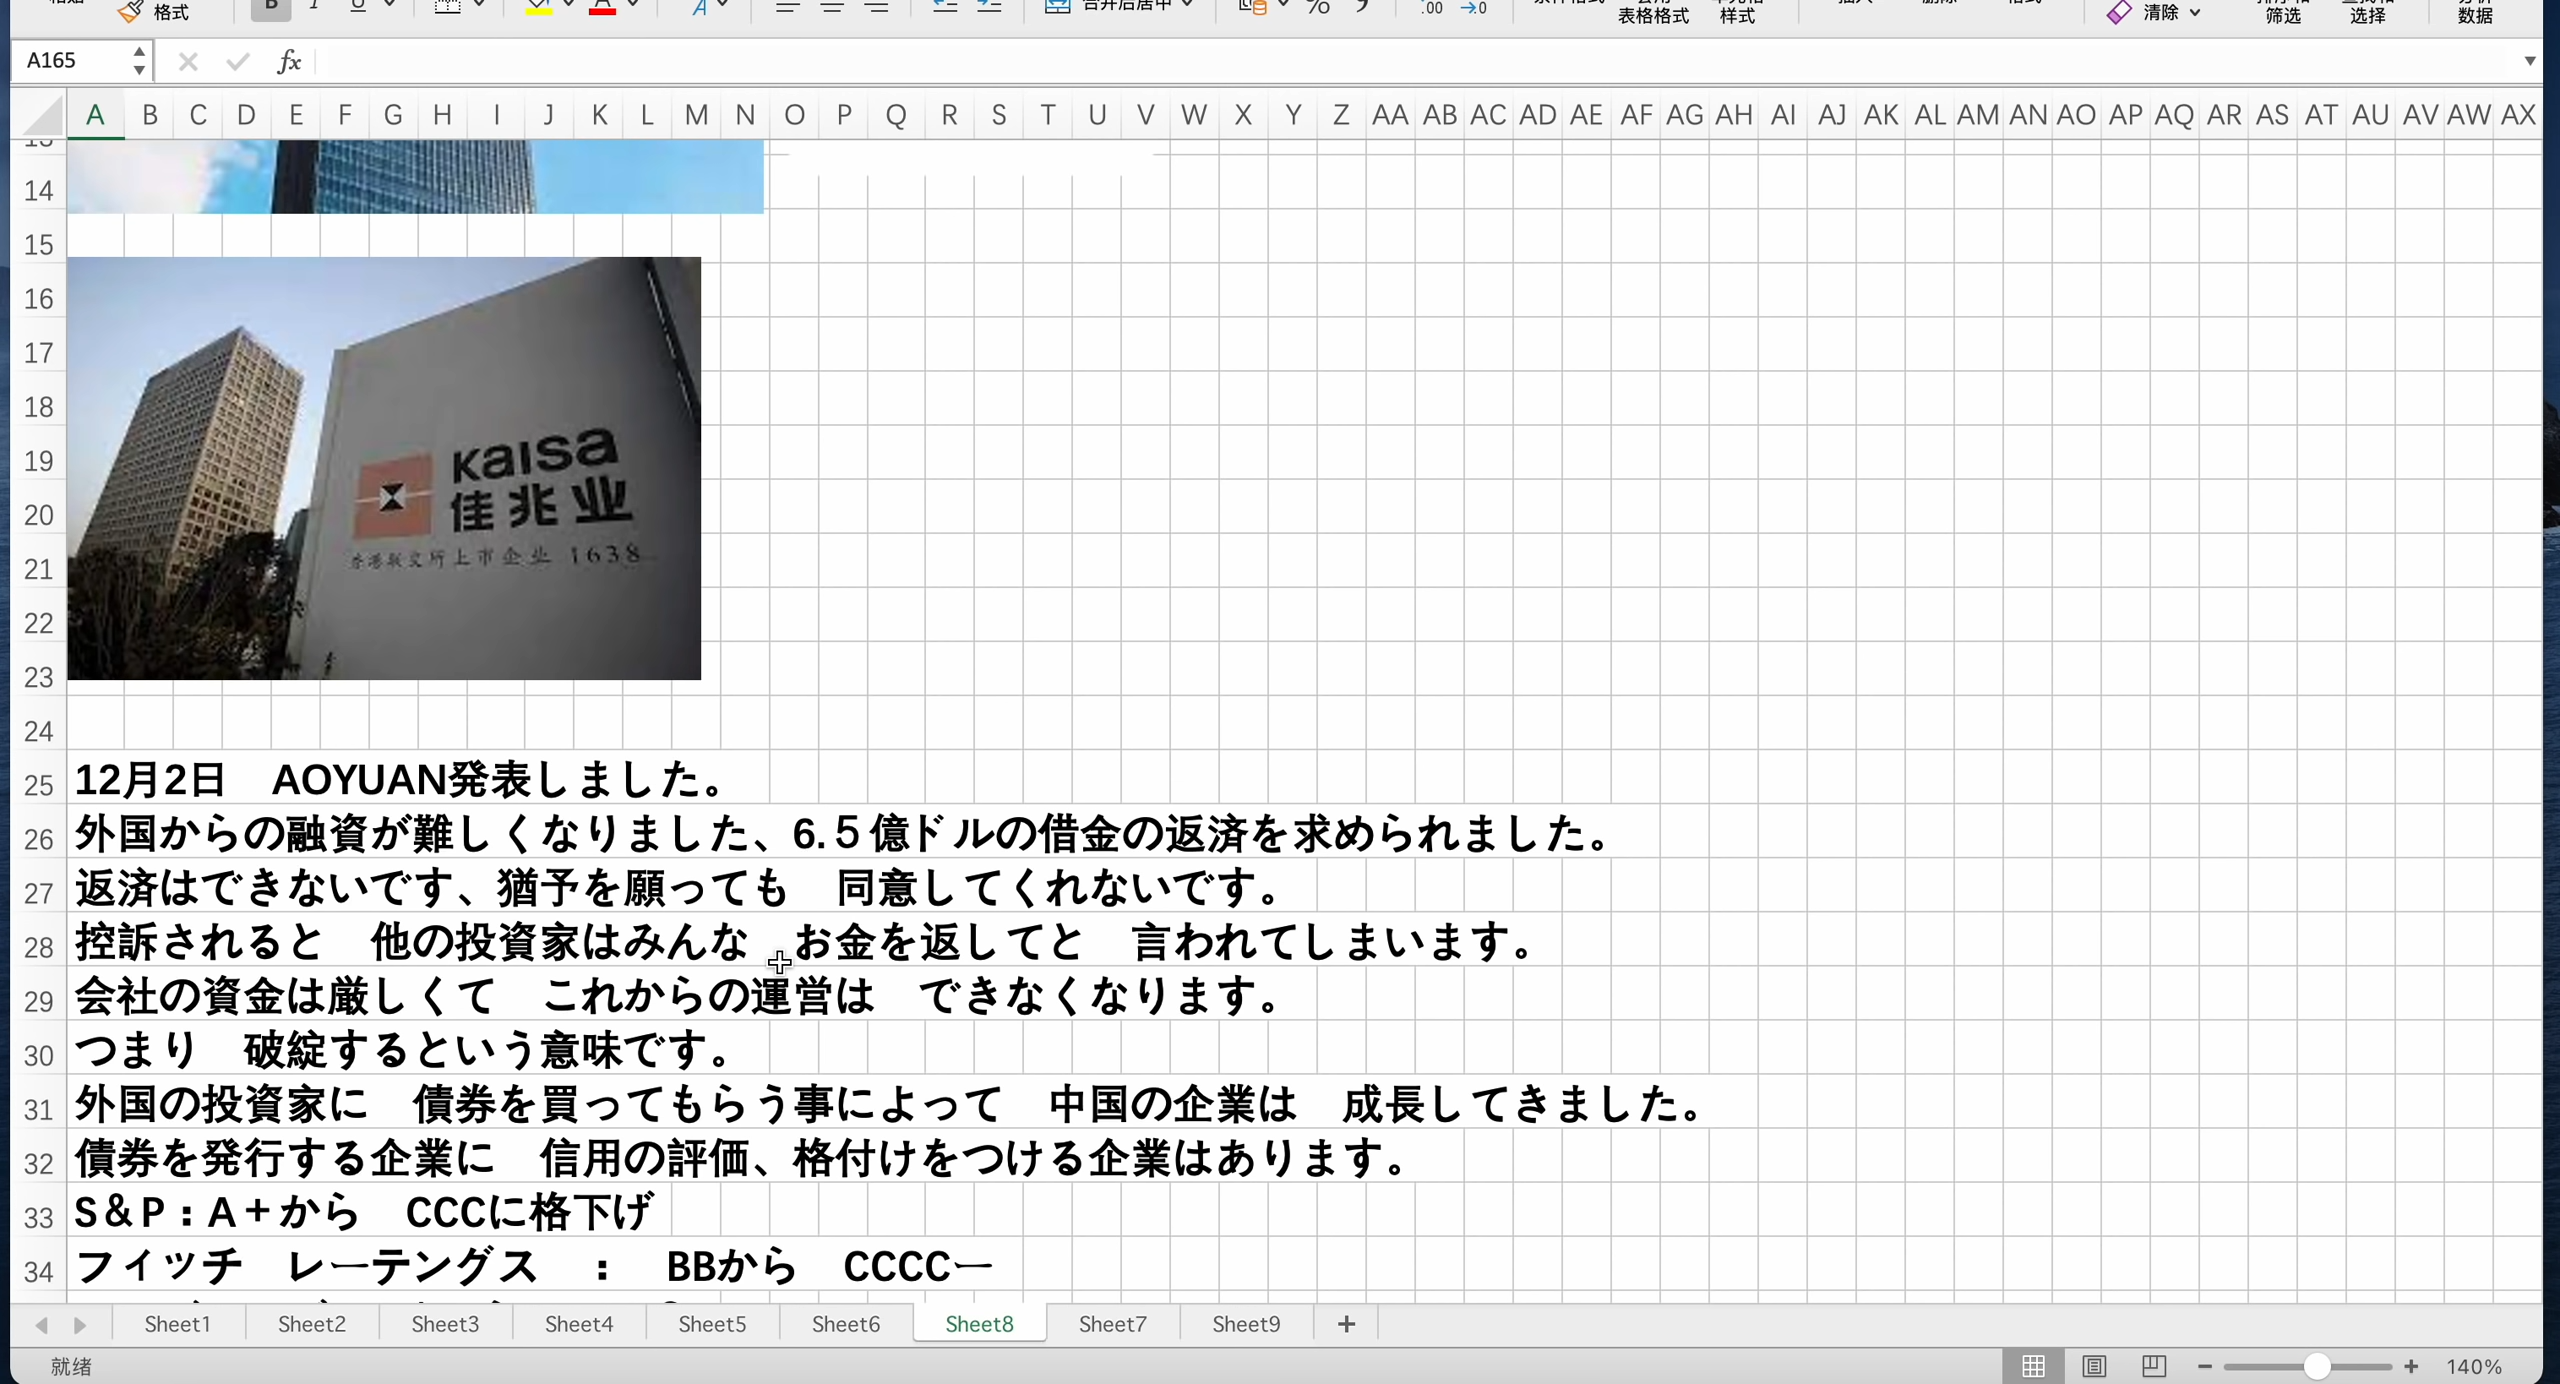 格式
B
I
U
A
A
合并后居中
%
表格格式
样式
清除
筛选
选择
数据
A165
fx
A B C D E F G H I J K L M N O P Q R S T U V W X Y Z AA AB AC AD AE AF AG AH AI AJ AK AL AM AN AO AP AQ AR AS AT AU AV AW AX
14
15
16
17
18
19
20
21
22
23
24
Kaisa
佳兆业
香港联交所上市企业 1638
25 12月2日　AOYUAN発表しました。
26 外国からの融資が難しくなりました、6.５億ドルの借金の返済を求められました。
27 返済はできないです、猶予を願っても　同意してくれないです。
28 控訴されると　他の投資家はみんな　お金を返してと　言われてしまいます。
29 会社の資金は厳しくて　これからの運営は　できなくなります。
30 つまり　破綻するという意味です。
31 外国の投資家に　債券を買ってもらう事によって　中国の企業は　成長してきました。
32 債券を発行する企業に　信用の評価、格付けをつける企業はあります。
33 S＆P：A＋から　CCCに格下げ
34 フィッチ　レーテングス　：　BBから　CCCCー
Sheet1 Sheet2 Sheet3 Sheet4 Sheet5 Sheet6 Sheet8 Sheet7 Sheet9 +
就绪
140%